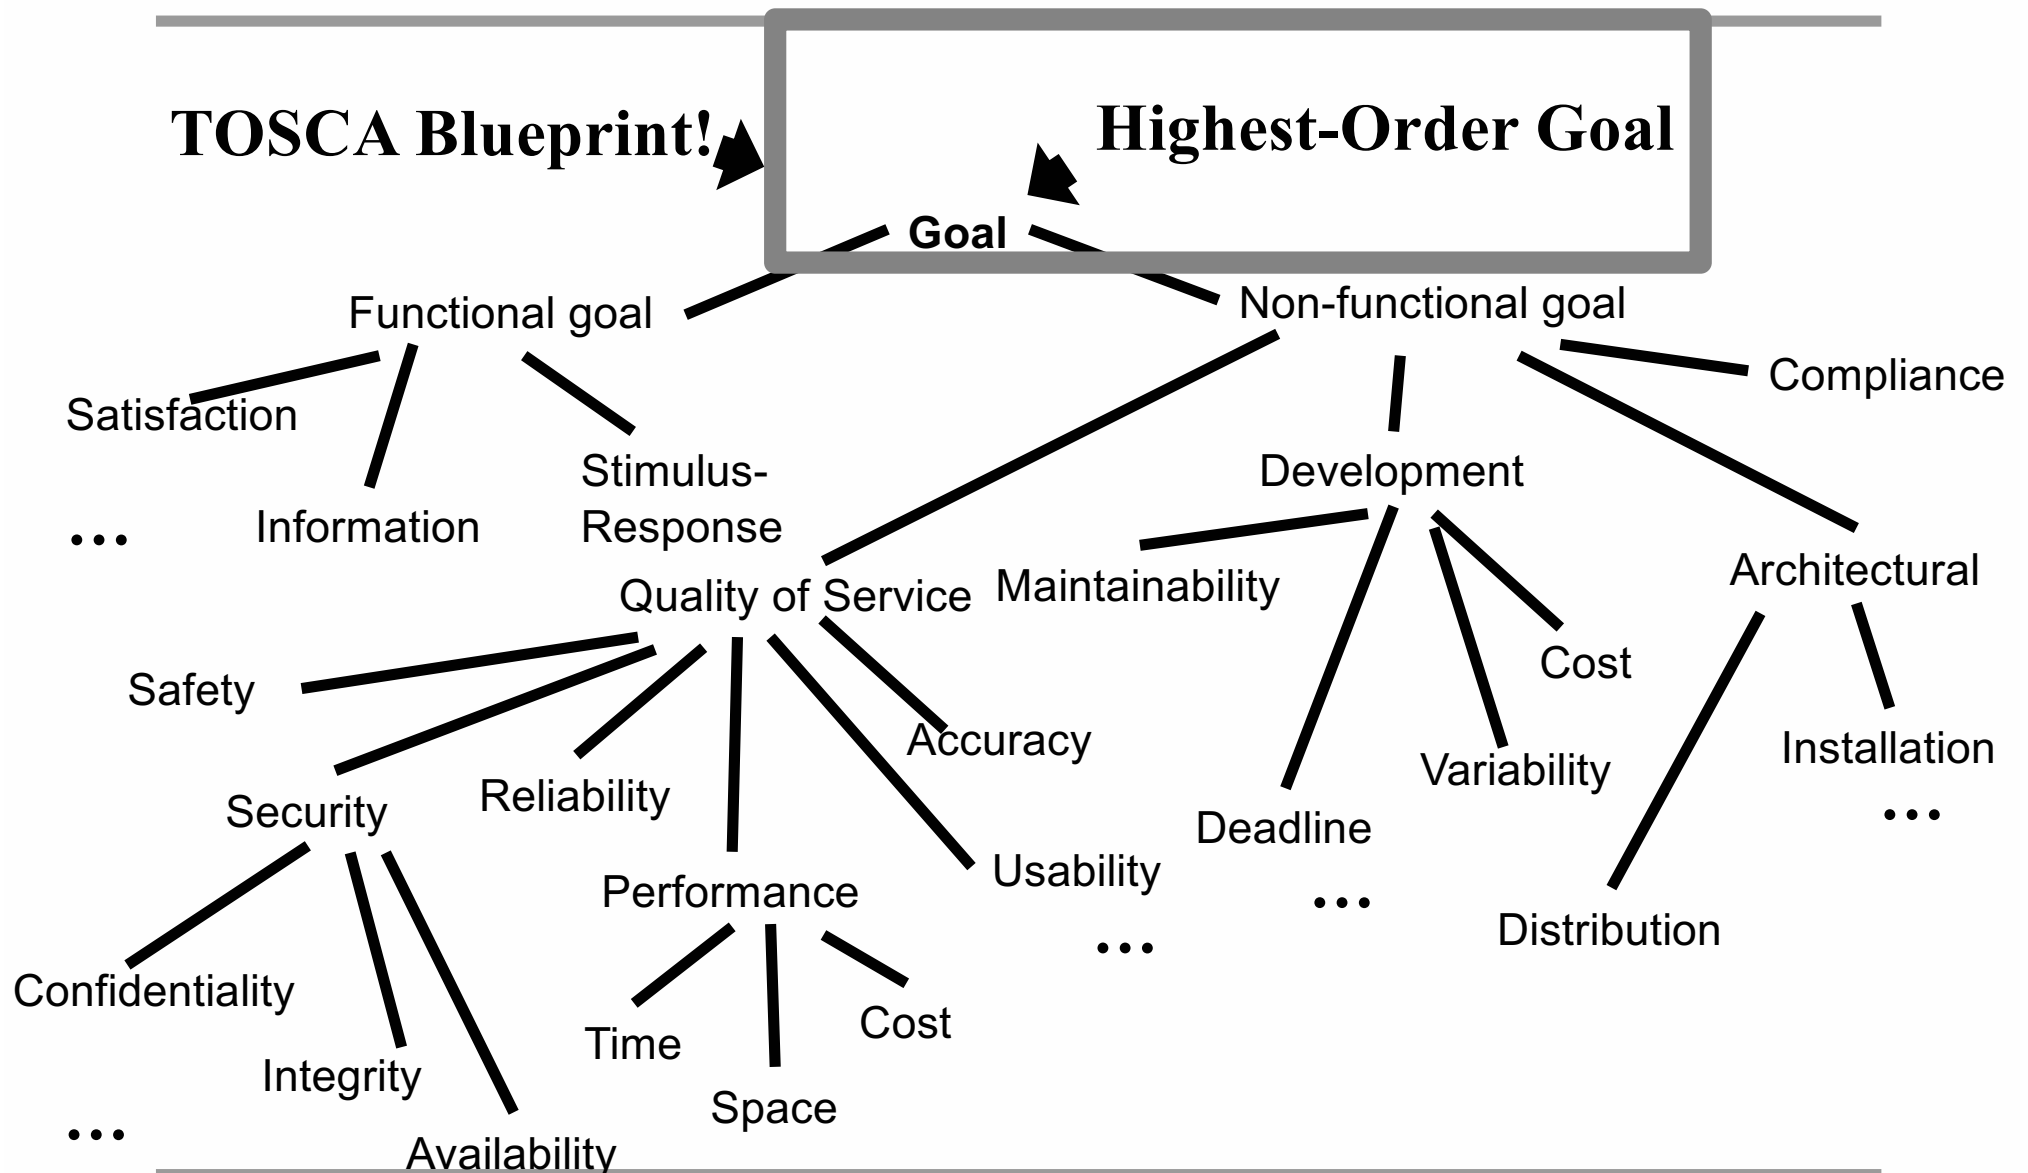 TOSCA Blueprint!
Highest-Order Goal
Goal
Functional goal
Non-functional goal
Satisfaction
Compliance
Information
Stimulus-
Response
Development
...
Quality of Service
Maintainability
Architectural
Safety
Cost
Accuracy
Installation
Security
Reliability
Variability
...
Deadline
Performance
Usability
...
...
Distribution
Confidentiality
Time
Cost
Integrity
Space
...
Availability